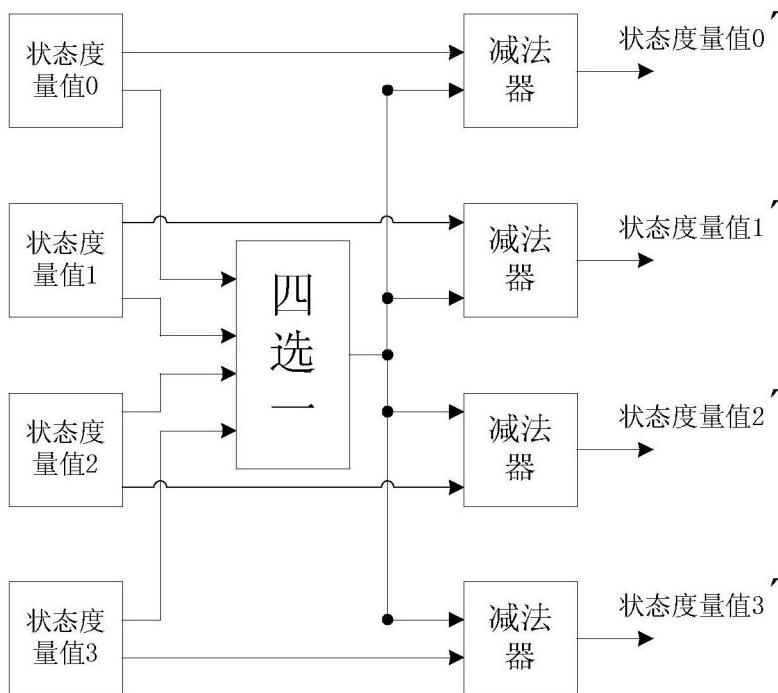 状态度
量值0
减法
器
状态度量值0′
状态度
量值1
减法
器
状态度量值1′
四
选
一
状态度
量值2
减法
器
状态度量值2′
状态度
量值3
减法
器
状态度量值3′